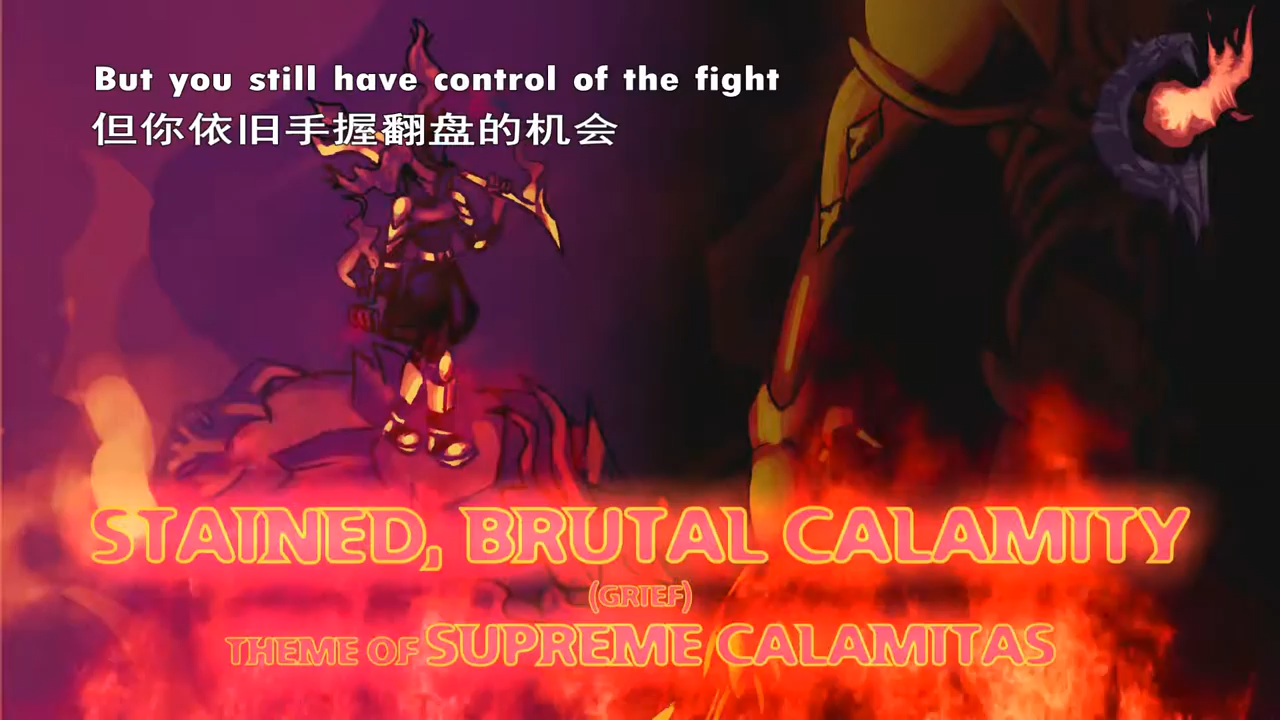 But you still have control of the fight
但你依旧手握翻盘的机会
STAINED, BRUTAL CALAMITY
(GRIEF)
THEME OF SUPREME CALAMITAS